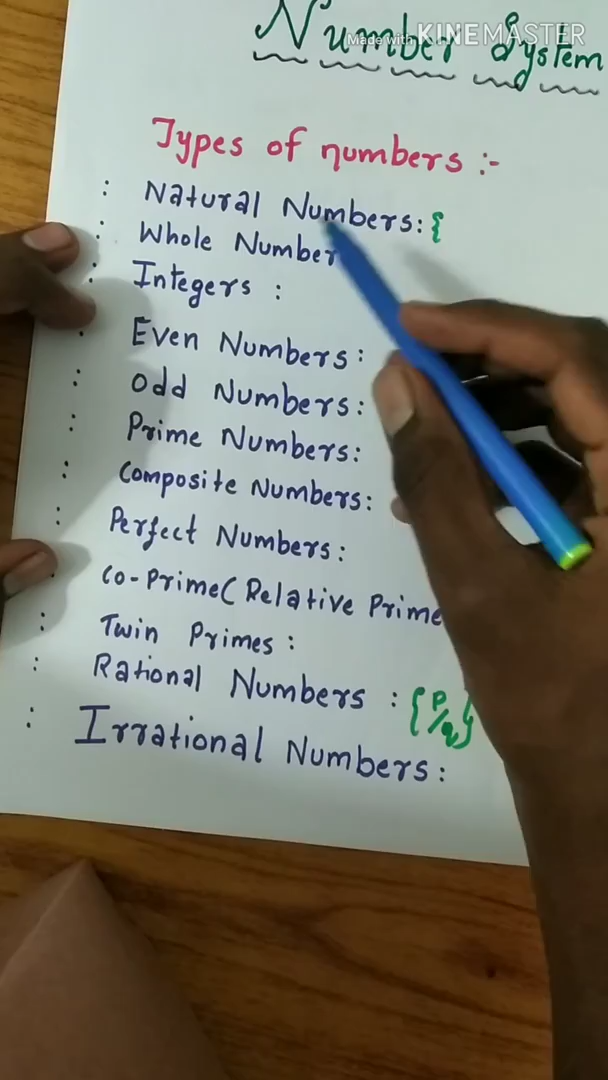 Number System
Made with KINEMASTER
Types of numbers :-
: Natural Numbers: {
: Whole Number
: Integers :
: Even Numbers:
: Odd Numbers:
: Prime Numbers:
: Composite Numbers:
: Perfect Numbers:
Co-Prime( Relative Prime
: Twin Primes :
: Rational Numbers : {P/q}
: Irrational Numbers: